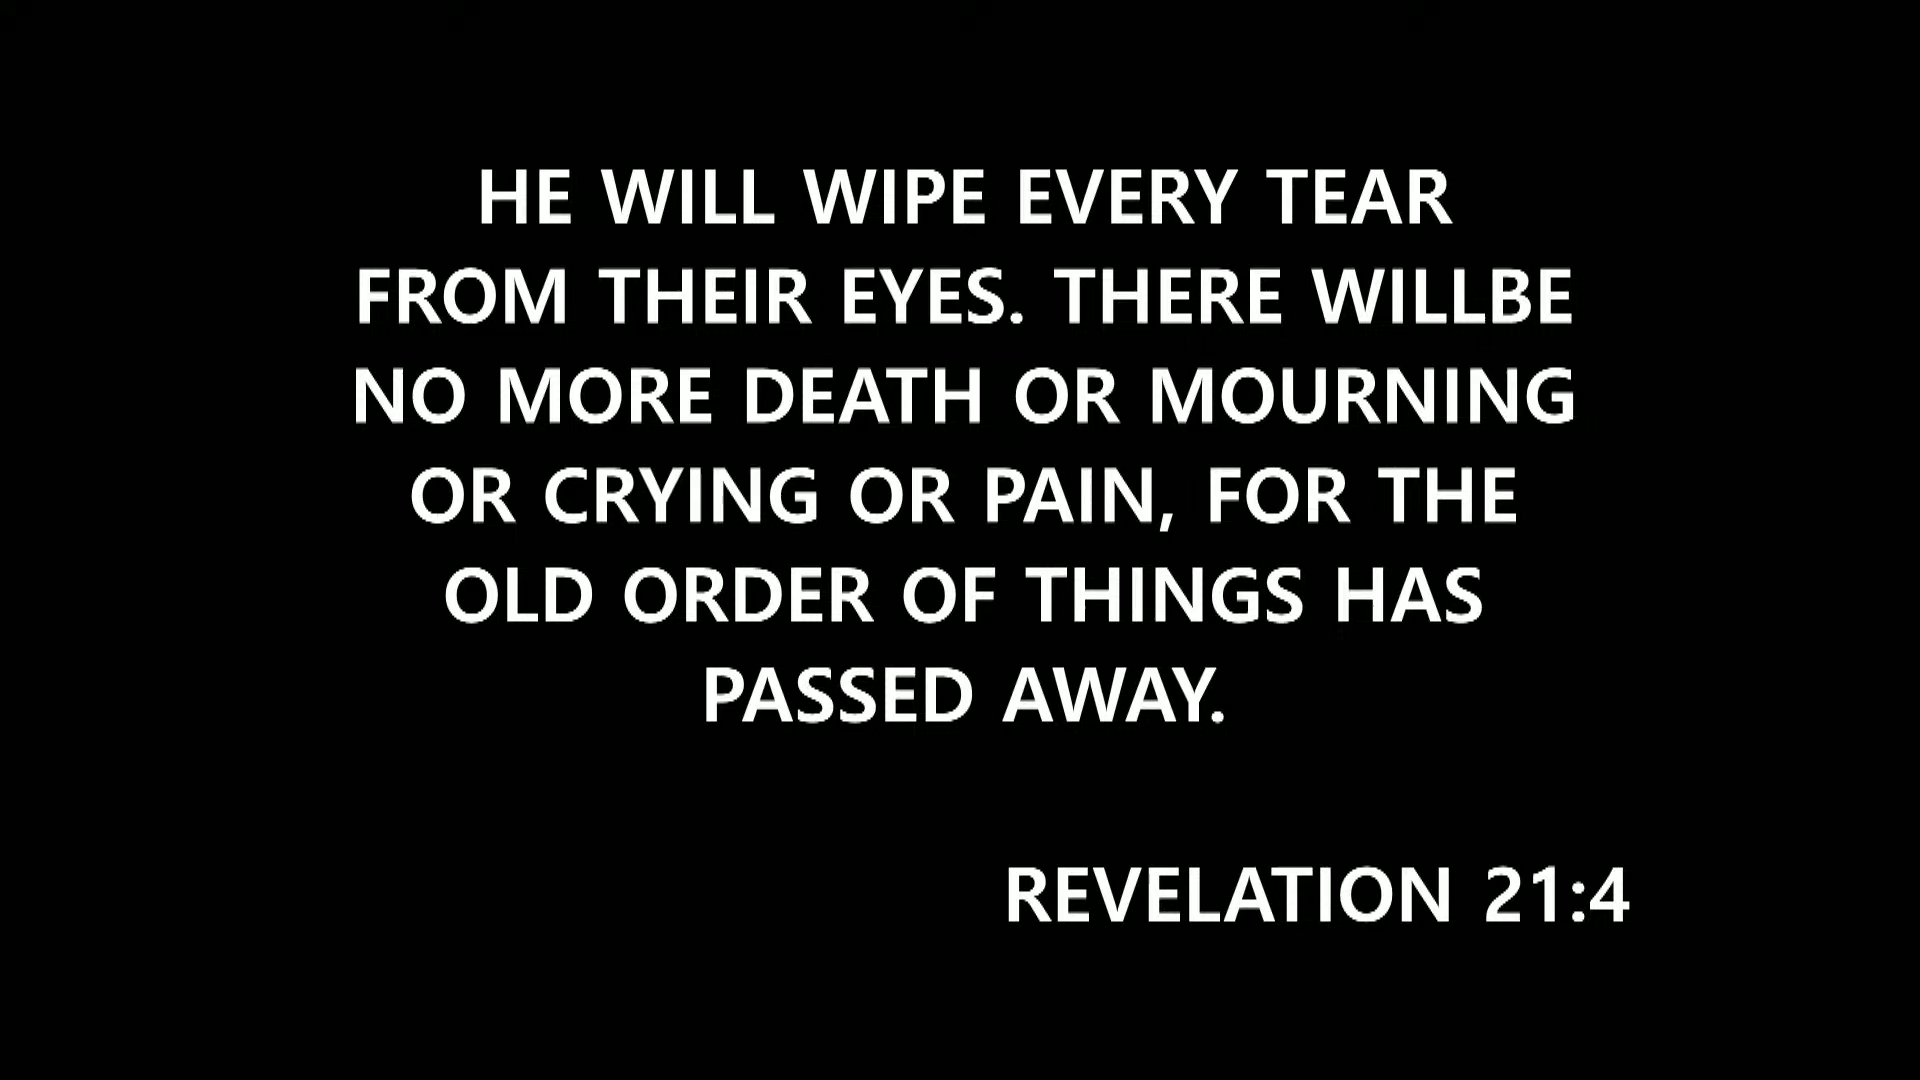 HE WILL WIPE EVERY TEAR
FROM THEIR EYES. THERE WILLBE
NO MORE DEATH OR MOURNING
OR CRYING OR PAIN, FOR THE
OLD ORDER OF THINGS HAS
PASSED AWAY.
REVELATION 21:4